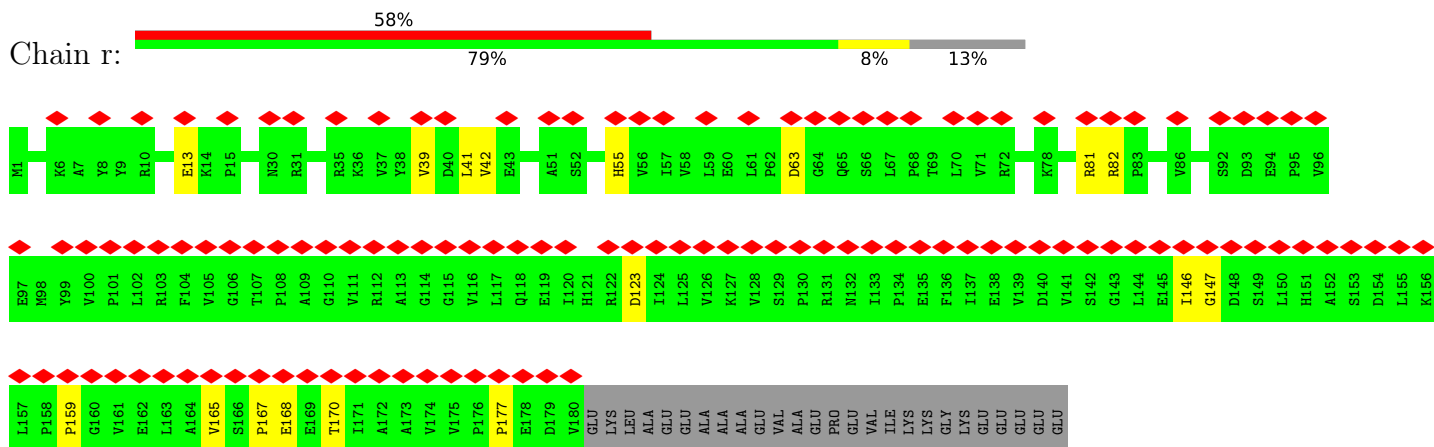 58%
Chain r:
79% 8% 13%
M1 K6 A7 Y8 Y9 R10 E13 K14 P15 N30 R31 R35 K36 V37 Y38 V39 D40 L41 V42 E43 A51 S52 H55 V56 I57 V58 L59 E60 L61 P62 D63 G64 Q65 S66 L67 P68 T69 L70 V71 R72 K78 R81 R82 P83 V86 S92 D93 E94 P95 V96
E97 M98 Y99 V100 P101 L102 R103 F104 V105 G106 T107 P108 A109 G110 V111 R112 A113 G114 G115 V116 L117 Q118 E119 I120 H121 R122 D123 I124 L125 V126 K127 V128 S129 P130 R131 N132 I133 P134 E135 F136 I137 E138 V139 D140 V141 S142 G143 L144 E145 I146 G147 D148 S149 L150 H151 A152 S153 D154 L155 K156
L157 P158 P159 G160 V161 E162 L163 A164 V165 S166 P167 E168 E169 T170 I171 A172 A173 V174 V175 P176 P177 E178 D179 V180 GLU LYS LEU ALA GLU GLU ALA ALA ALA GLU VAL ALA GLU PRO GLU VAL ILE LYS LYS GLY LYS GLU GLU GLU GLU GLU